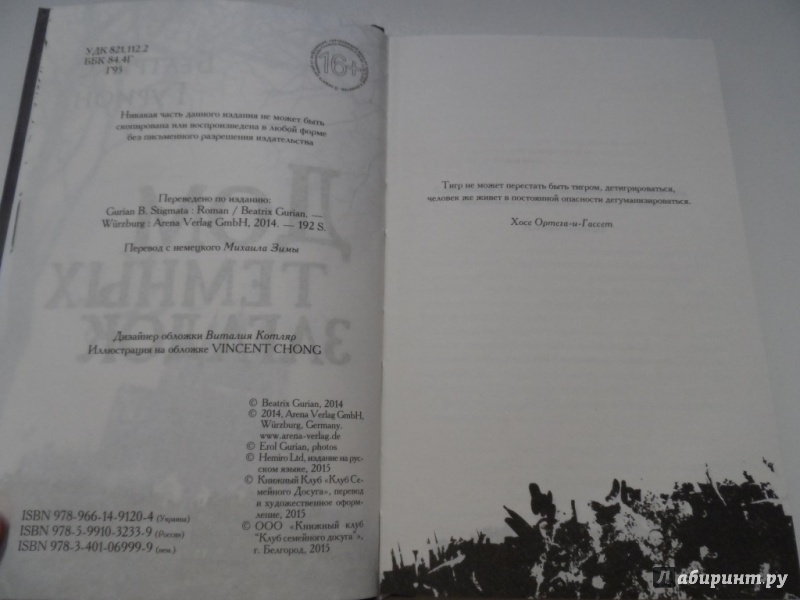 УДК 821.112.2
ББК 84.4Г
Г95
16+
Никакая часть данного издания не может быть
скопирована или воспроизведена в любой форме
без письменного разрешения издательства
Переведено по изданию:
Gurian B. Stigmata : Roman / Beatrix Gurian. —
Würzburg : Arena Verlag GmbH, 2014. — 192 S.
Перевод с немецкого Михаила Зимы
Дизайнер обложки Виталий Котляр
Иллюстрация на обложке VINCENT CHONG
© Beatrix Gurian, 2014
© 2014, Arena Verlag GmbH,
Würzburg, Germany.
www.arena-verlag.de
© Erol Gurian, photos
© Hemiro Ltd, издание на рус-
ском языке, 2015
© Книжный Клуб «Клуб Се-
мейного Досуга», перевод
и художественное офор-
мление, 2015
© ООО «Книжный клуб
"Клуб семейного досуга"»,
г. Белгород, 2015
ISBN 978-966-14-9120-4 (Украина)
ISBN 978-5-9910-3233-9 (Россия)
ISBN 978-3-401-06999-9 (нем.)
Тигр не может перестать быть тигром, детигрироваться,
человек же живет в постоянной опасности дегуманизироваться.
Хосе Ортега-и-Гассет
Лабиринт.ру